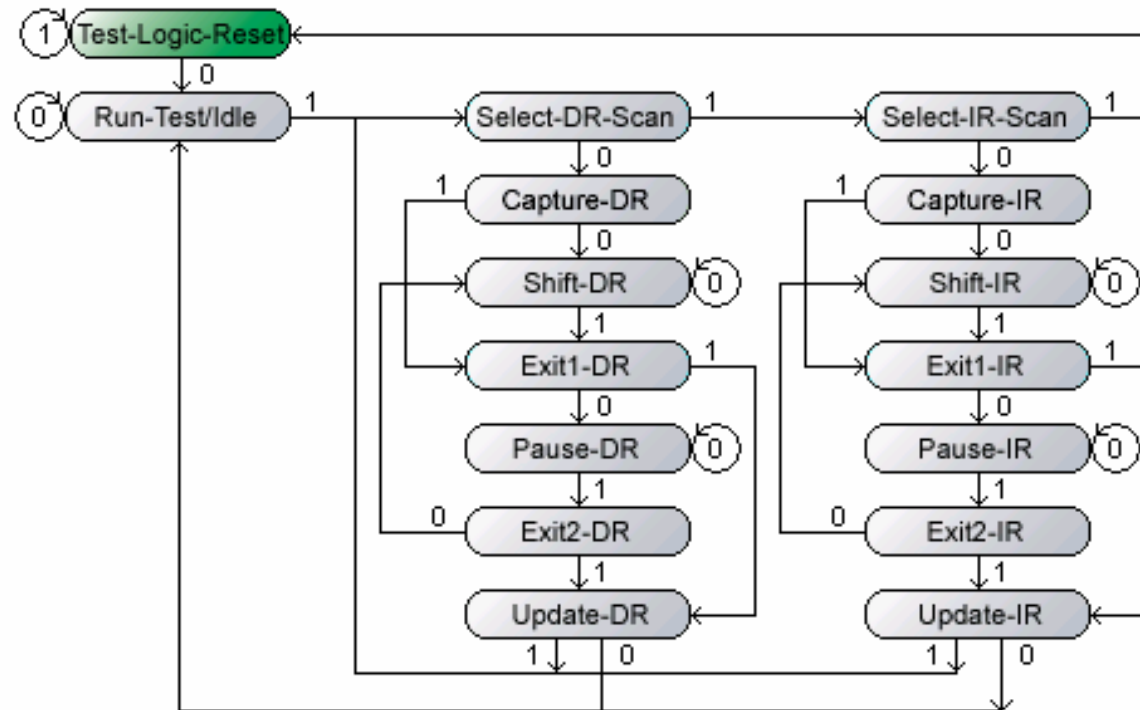 1 Test-Logic-Reset
0
0 Run-Test/Idle 1 Select-DR-Scan 1 Select-IR-Scan 1
0 0
1 Capture-DR 1 Capture-IR
0 0
Shift-DR 0 Shift-IR 0
1 1
Exit1-DR 1 Exit1-IR 1
0 0
Pause-DR 0 Pause-IR 0
1 1
0 Exit2-DR 0 Exit2-IR
1 1
Update-DR Update-IR
1 0 1 0